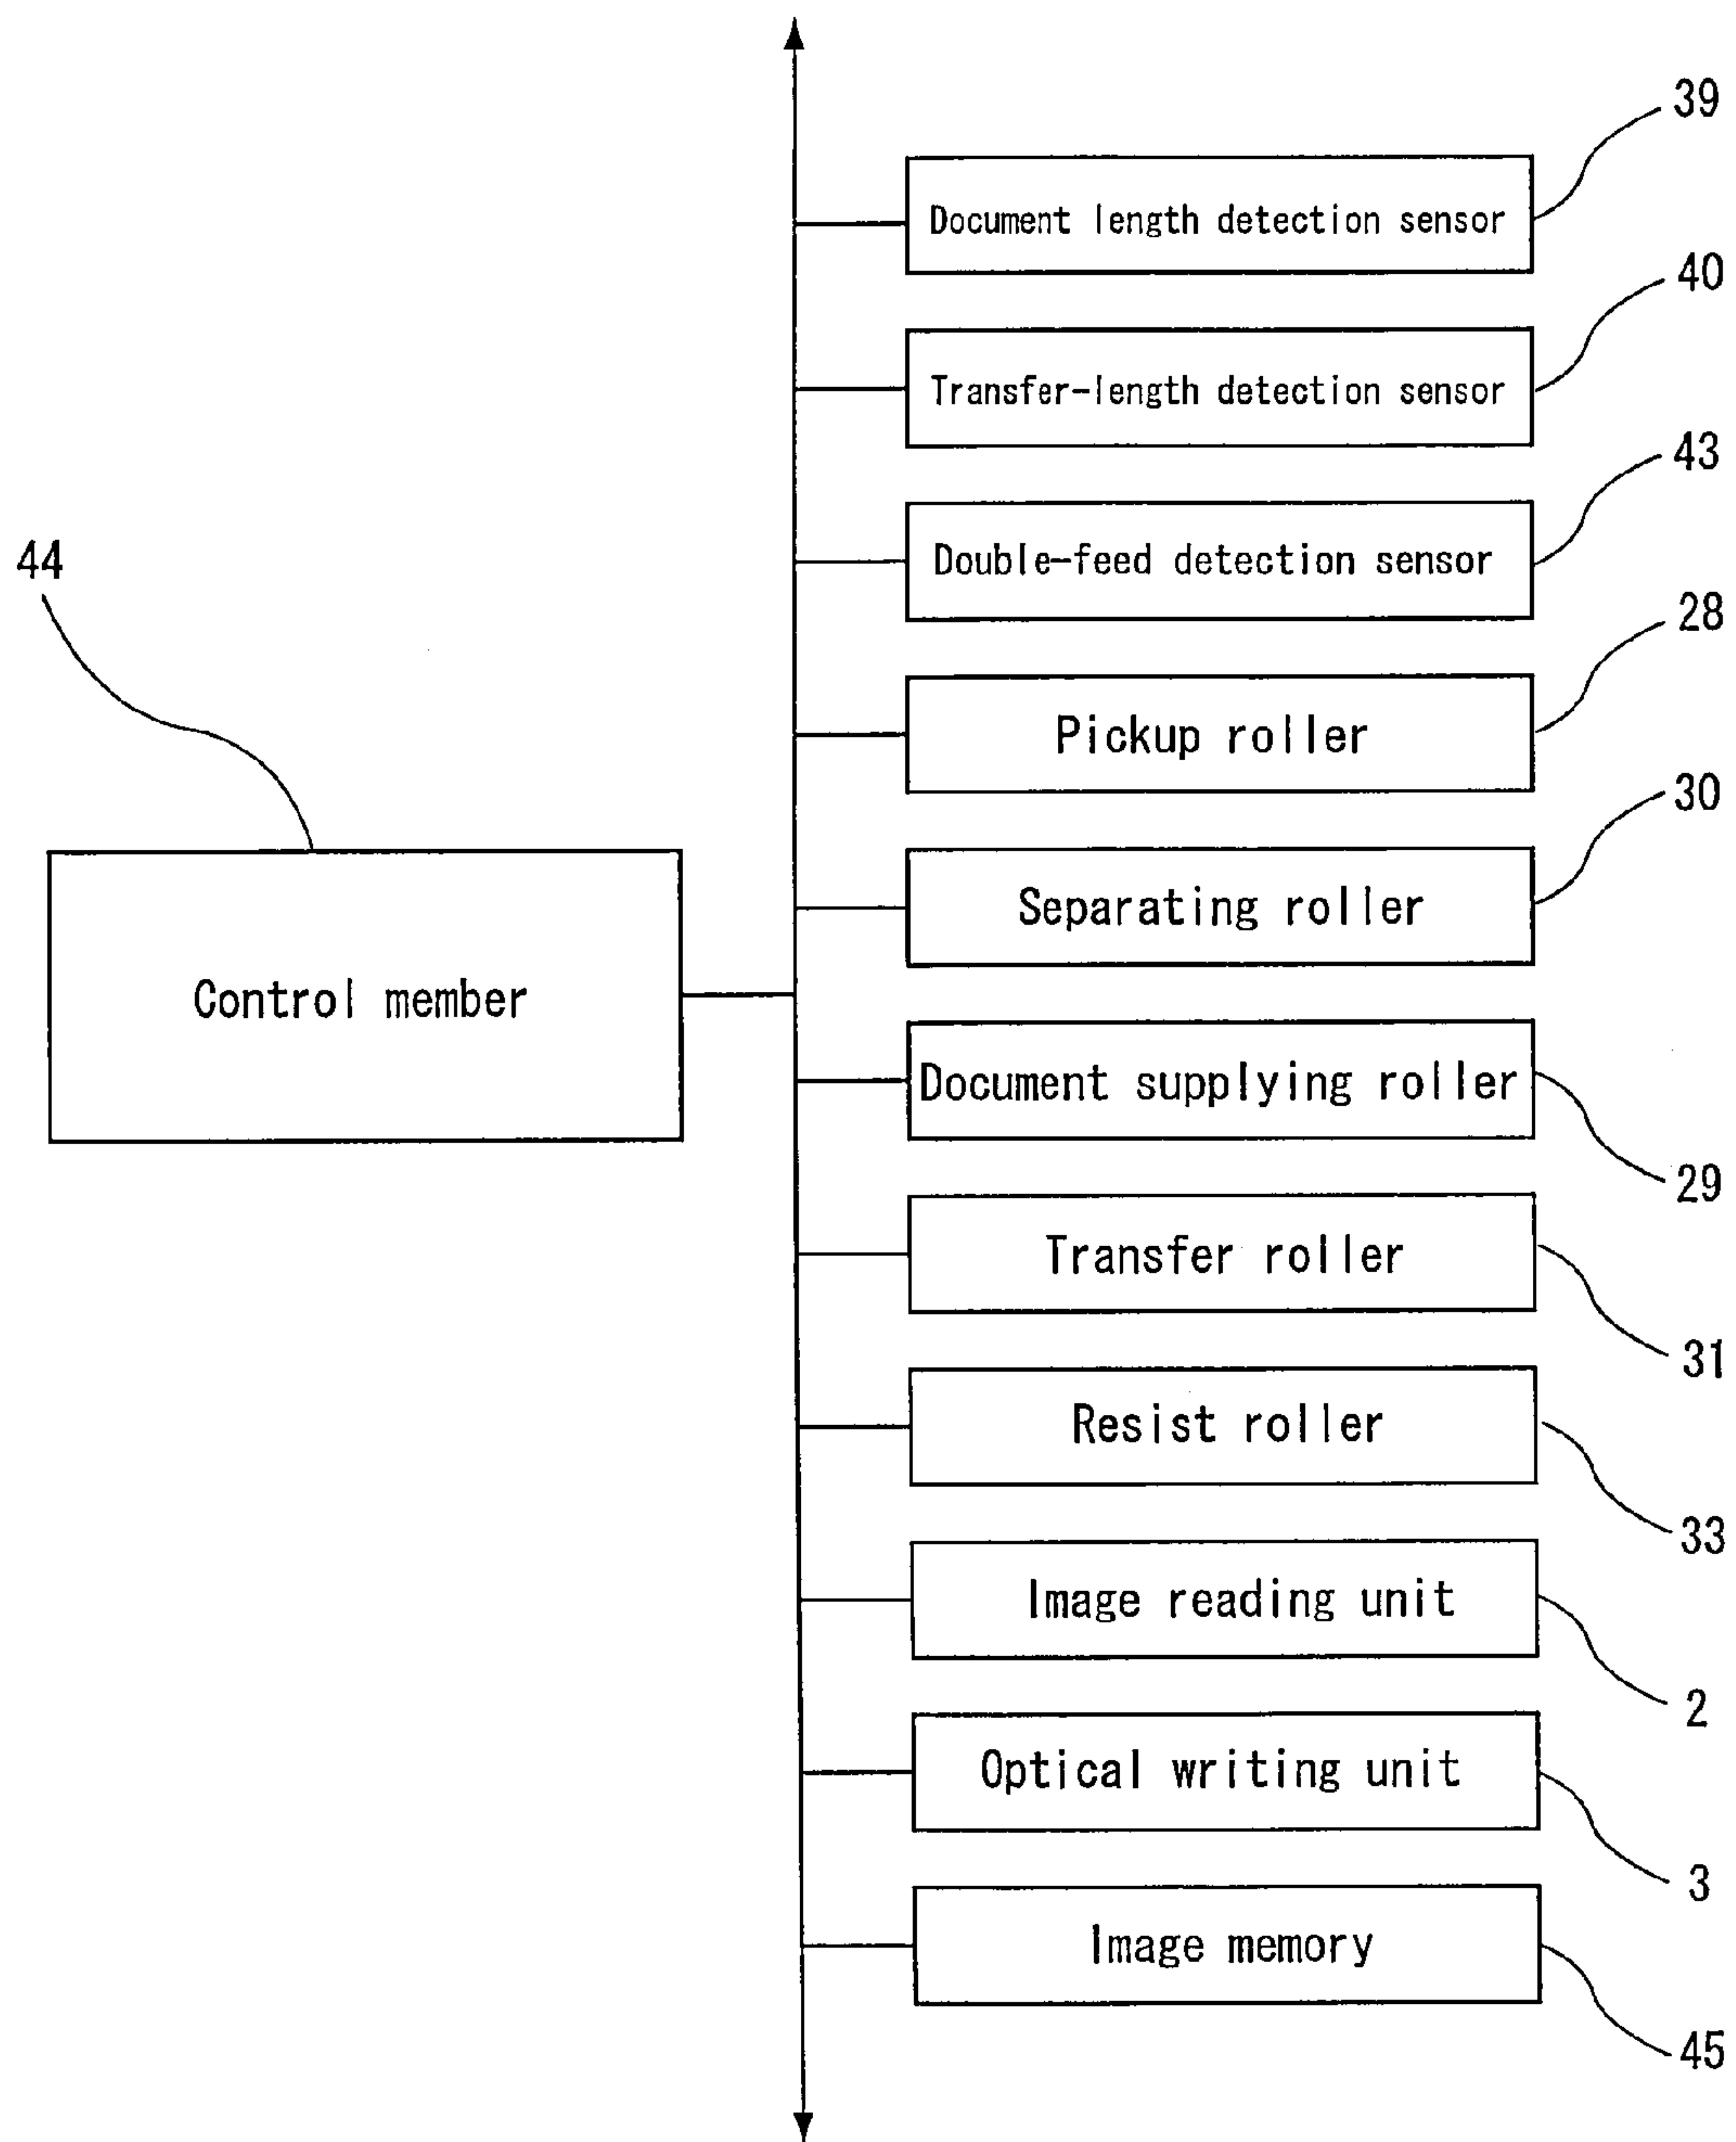 39
Document length detection sensor
40
Transfer-length detection sensor
43
Double-feed detection sensor
44
28
Pickup roller
30
Separating roller
Control member
Document supplying roller
29
Transfer roller
31
Resist roller
33
Image reading unit
2
Optical writing unit
3
Image memory
45